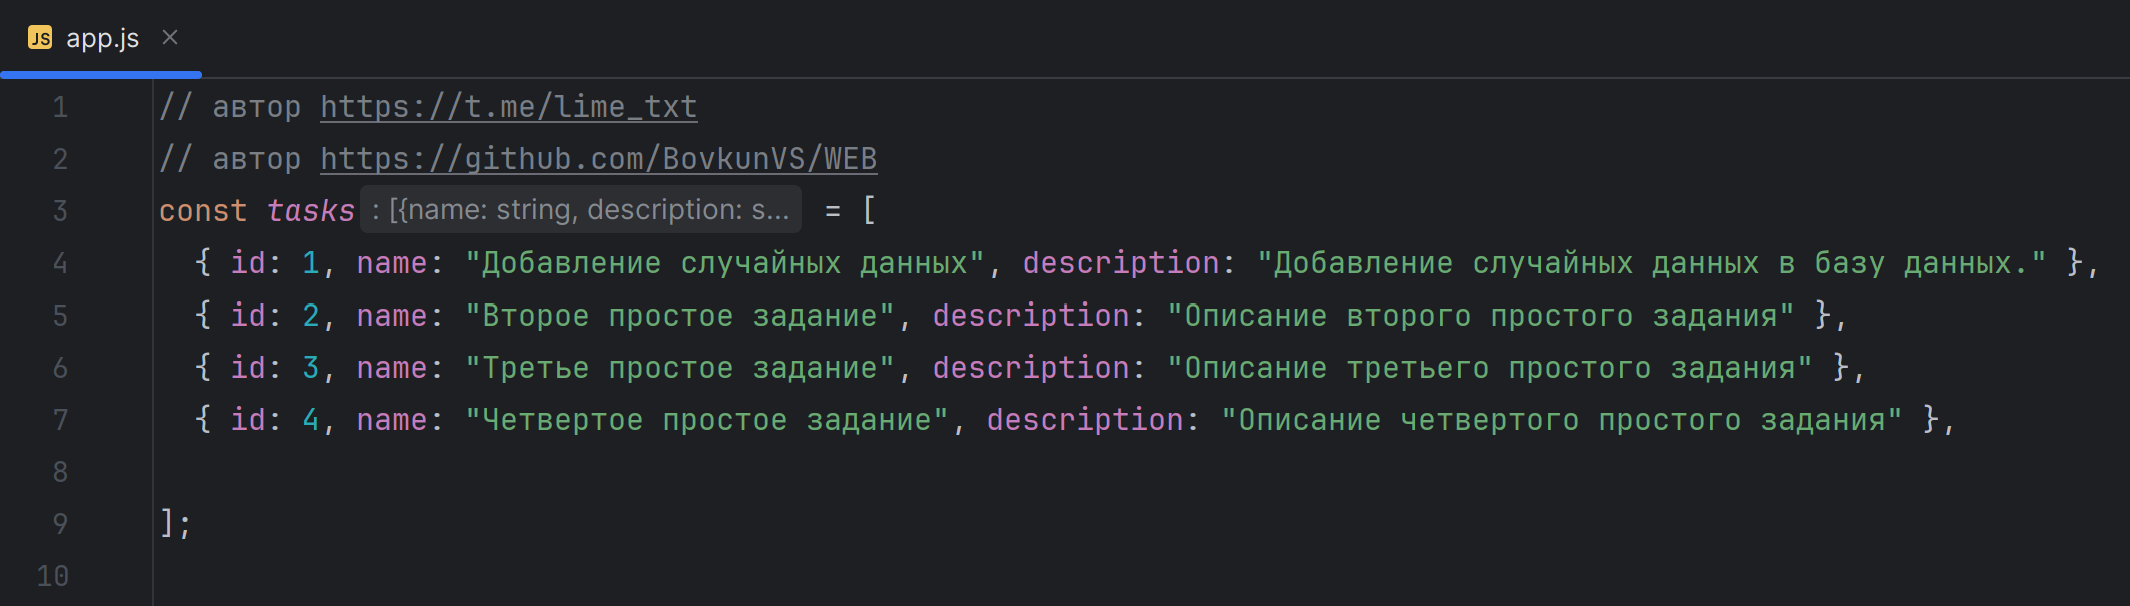 JS app.js ×
1 // автор https://t.me/lime_txt
2 // автор https://github.com/BovkunVS/WEB
3 const tasks : [{name: string, description: s... = [
4 { id: 1, name: "Добавление случайных данных", description: "Добавление случайных данных в базу данных." },
5 { id: 2, name: "Второе простое задание", description: "Описание второго простого задания" },
6 { id: 3, name: "Третье простое задание", description: "Описание третьего простого задания" },
7 { id: 4, name: "Четвертое простое задание", description: "Описание четвертого простого задания" },
8
9 ];
10